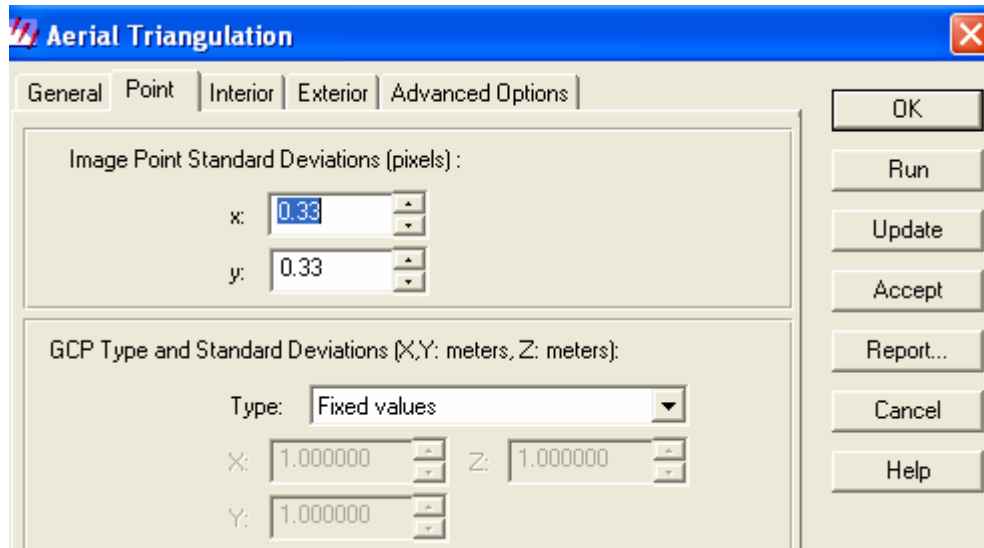 Aerial Triangulation
General Point Interior Exterior Advanced Options
OK
Image Point Standard Deviations (pixels) :
Run
x: 0.33
Update
y: 0.33
Accept
GCP Type and Standard Deviations (X,Y: meters, Z: meters):
Report...
Type: Fixed values
Cancel
X: 1.000000 Z: 1.000000
Help
Y: 1.000000